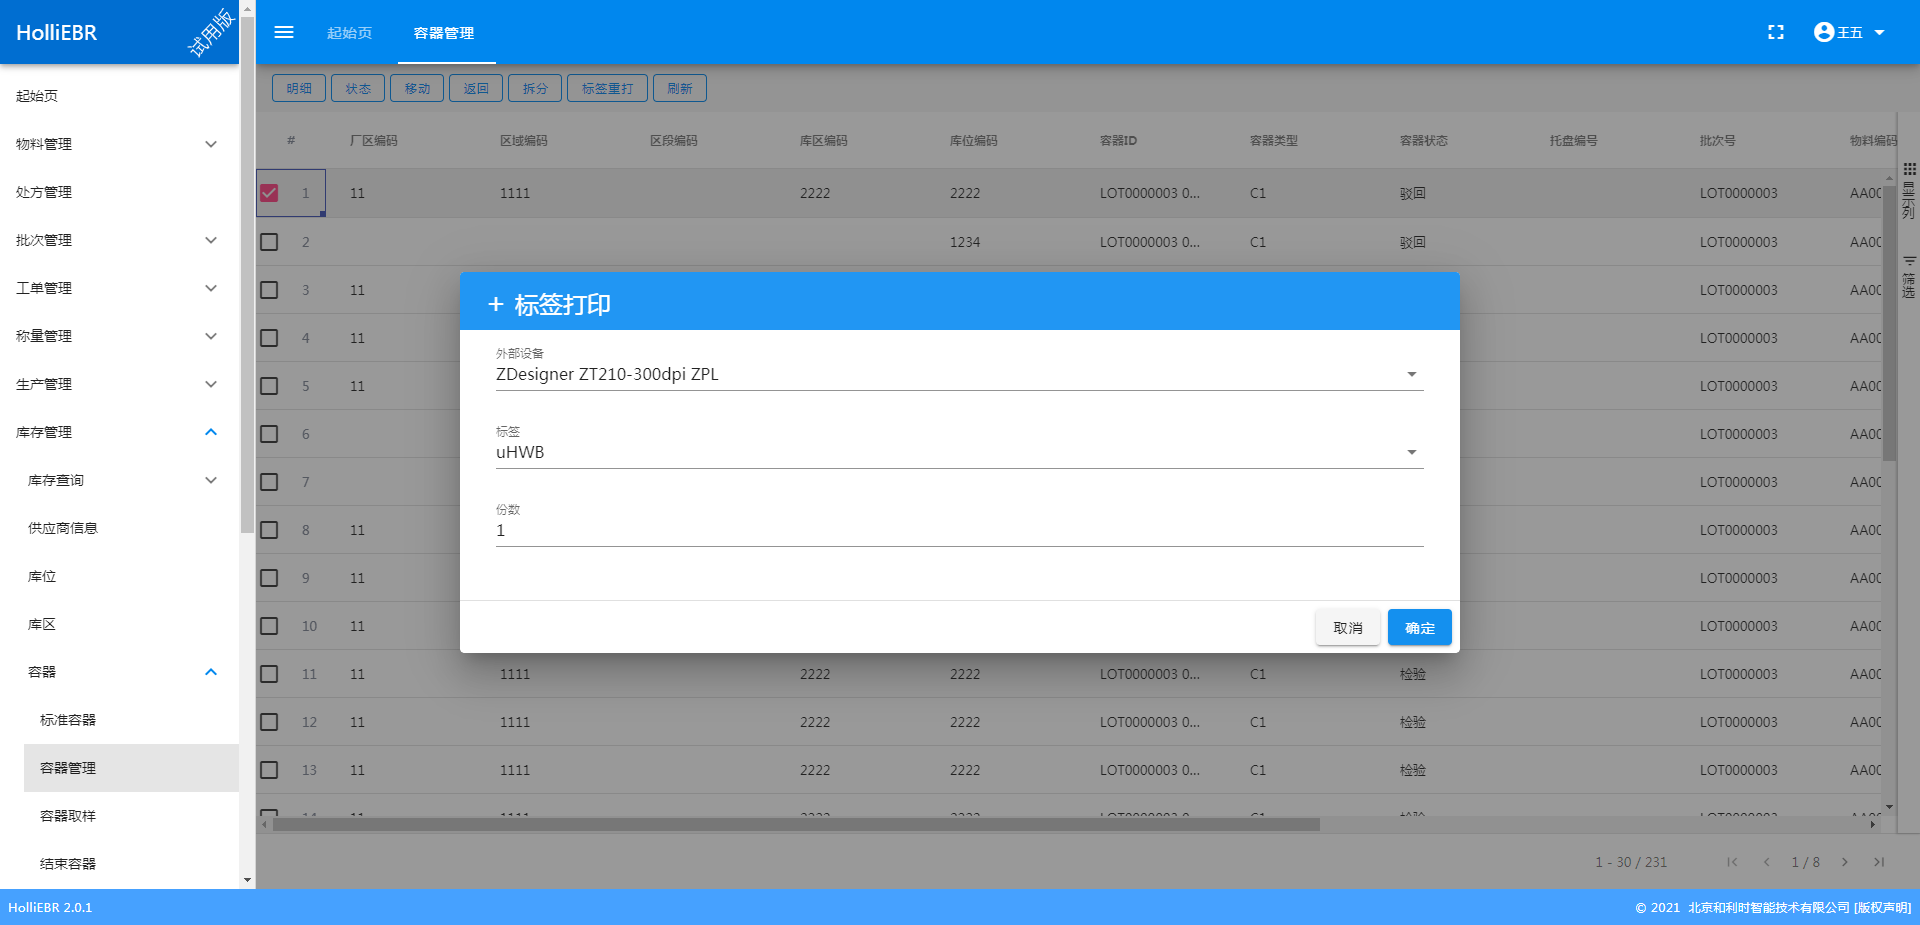 HolliEBR
试用版
起始页
容器管理
王五
起始页
物料管理
处方管理
批次管理
工单管理
称量管理
生产管理
库存管理
库存查询
供应商信息
库位
库区
容器
标准容器
容器管理
容器取样
结束容器
明细 状态 移动 返回 拆分 标签重打 刷新
# 厂区编码 区域编码 区段编码 库区编码 库位编码 容器ID 容器类型 容器状态 托盘编号 批次号 物料编码
1 11 1111 2222 2222 LOT0000003 0... C1 驳回 LOT0000003 AA00
2 1234 LOT0000003 0... C1 驳回 LOT0000003 AA00
3 11 LOT0000003 AA00
4 11 LOT0000003 AA00
5 11 LOT0000003 AA00
6 LOT0000003 AA00
7 LOT0000003 AA00
8 11 LOT0000003 AA00
9 11 LOT0000003 AA00
10 11 LOT0000003 AA00
11 11 1111 2222 2222 LOT0000003 0... C1 检验 LOT0000003 AA00
12 11 1111 2222 2222 LOT0000003 0... C1 检验 LOT0000003 AA00
13 11 1111 2222 2222 LOT0000003 0... C1 检验 LOT0000003 AA00
显示列
筛选
+ 标签打印
外部设备
ZDesigner ZT210-300dpi ZPL
标签
uHWB
份数
1
取消 确定
1 - 30 / 231 1 / 8
HolliEBR 2.0.1
© 2021 北京和利时智能技术有限公司 [版权声明]